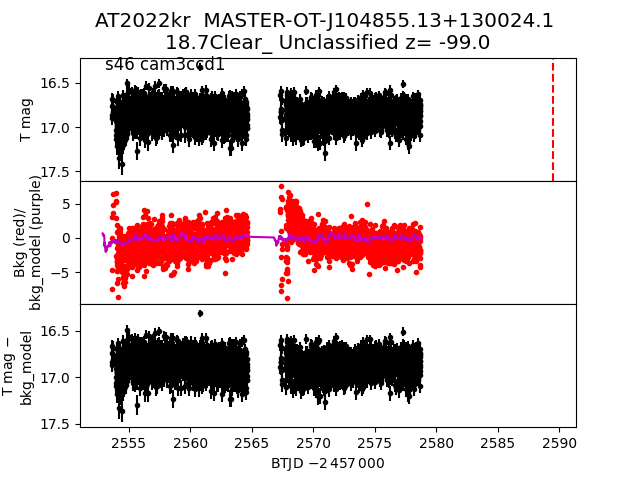 AT2022kr  MASTER-OT-J104855.13+130024.1
18.7Clear_ Unclassified z= -99.0
s46 cam3ccd1
16.5
17.0
17.5
T mag
5
0
−5
Bkg (red)/
bkg_model (purple)
16.5
17.0
17.5
T mag −
bkg_model
2555 2560 2565 2570 2575 2580 2585 2590
BTJD −2 457 000